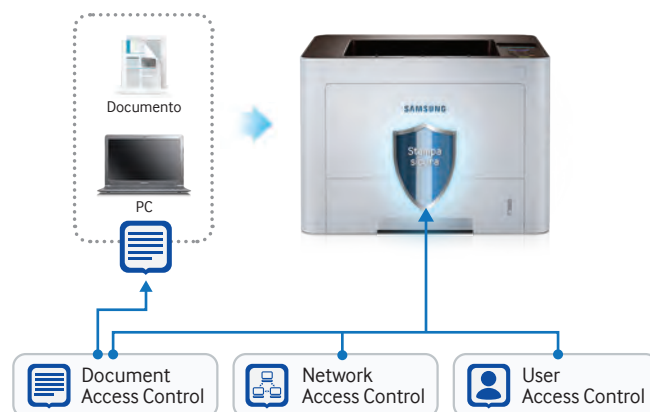 Documento
SAMSUNG
Stampa
sicura
PC
Document
Access Control
Network
Access Control
User
Access Control